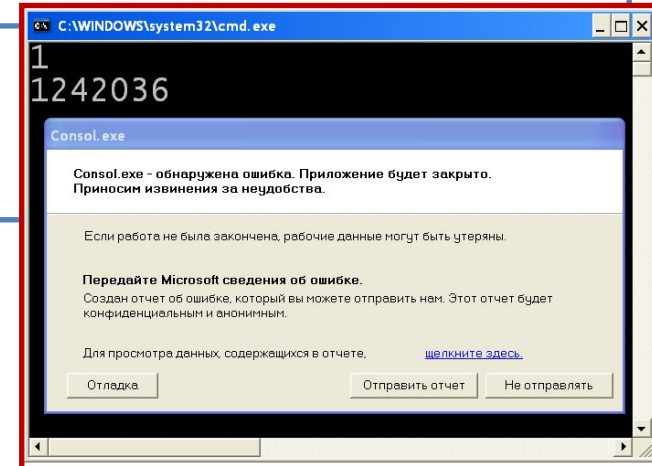 C:\WINDOWS\system32\cmd.exe
1
1242036
Consol.exe
Consol.exe - обнаружена ошибка. Приложение будет закрыто.
Приносим извинения за неудобства.
Если работа не была закончена, рабочие данные могут быть утеряны.
Передайте Microsoft сведения об ошибке.
Создан отчет об ошибке, который вы можете отправить нам. Этот отчет будет
конфиденциальным и анонимным.
Для просмотра данных, содержащихся в отчете, щелкните здесь.
Отладка Отправить отчет Не отправлять